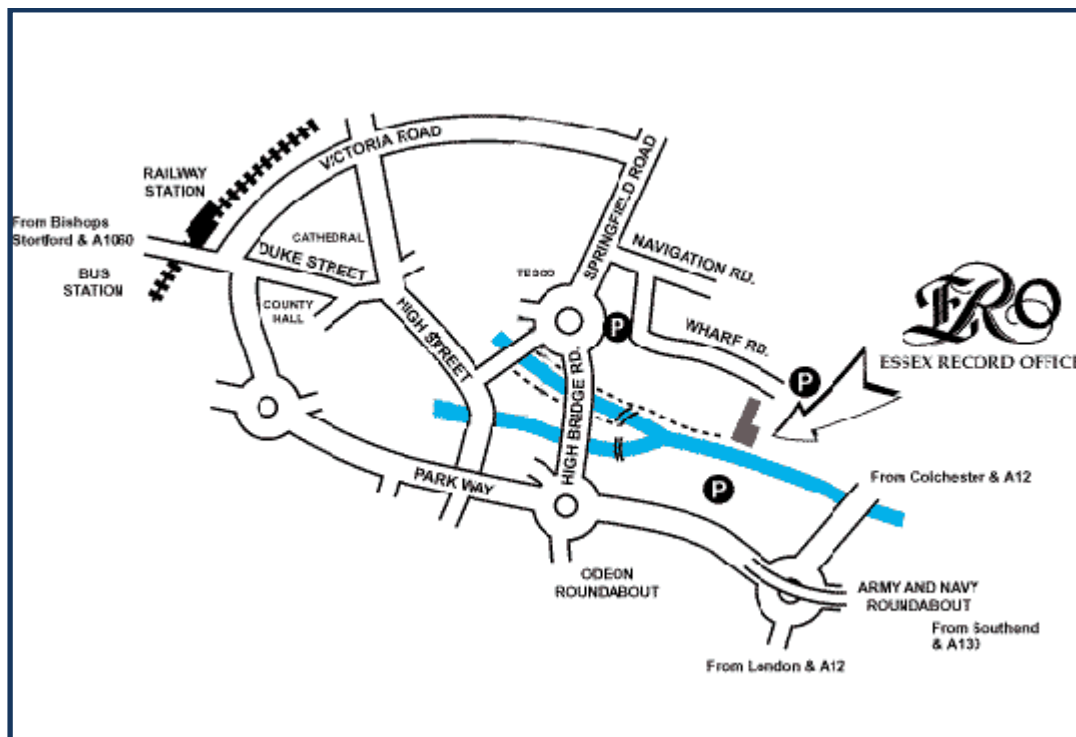 VICTORIA ROAD
RAILWAY
STATION
From Bishops
Stortford & A1060
BUS
STATION
CATHEDRAL
DUKE STREET
COUNTY
HALL
HIGH STREET
TESCO
SPRINGFIELD ROAD
NAVIGATION RD.
WHARF RD.
P
P
ERO
ESSEX RECORD OFFICE
HIGH BRIDGE RD.
PARK WAY
P
From Colchester & A12
ODEON
ROUNDABOUT
ARMY AND NAVY
ROUNDABOUT
From Southend
& A130
From London & A12